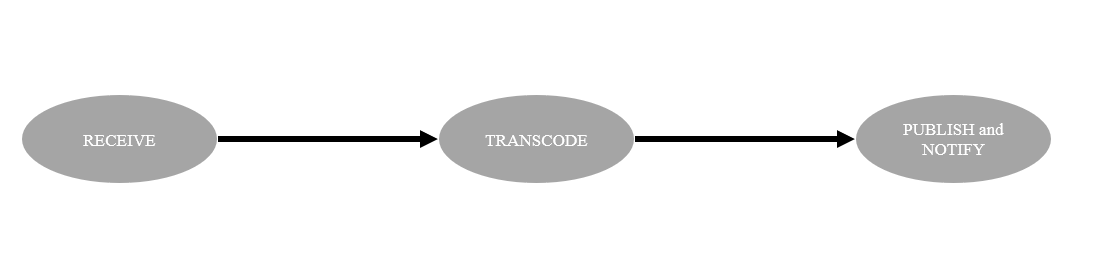 RECEIVE
TRANSCODE
PUBLISH and
NOTIFY